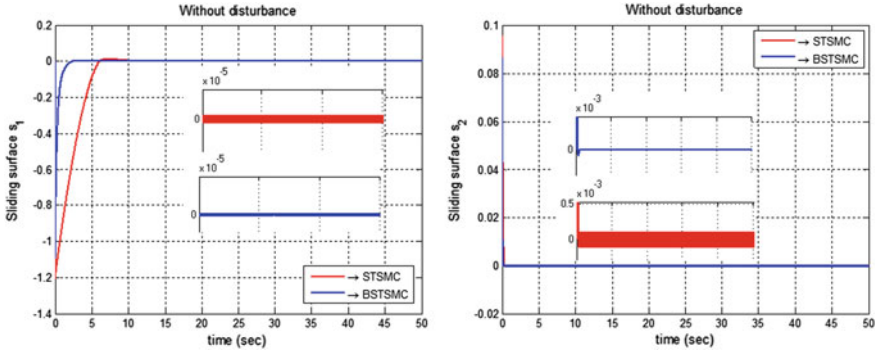 Without disturbance
0.2
0
-0.2
-0.4
-0.6
-0.8
-1
-1.2
-1.4
Sliding surface s1
x 10-5
0
x 10-5
0
→ STSMC
→ BSTSMC
0 5 10 15 20 25 30 35 40 45 50
time (sec)
Without disturbance
0.1
0.08
0.06
0.04
0.02
0
-0.02
Sliding surface s2
→ STSMC
→ BSTSMC
x 10-3
0
x 10-3
0.5
0
0 5 10 15 20 25 30 35 40 45 50
time (sec)